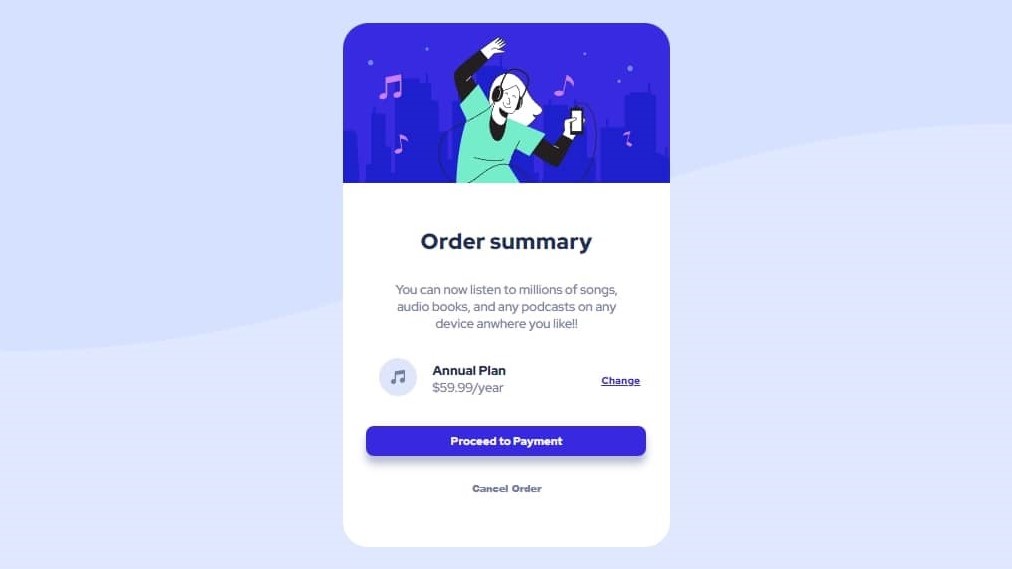 Order summary
You can now listen to millions of songs,
audio books, and any podcasts on any
device anwhere you like!!
Annual Plan
$59.99/year
Change
Proceed to Payment
Cancel Order